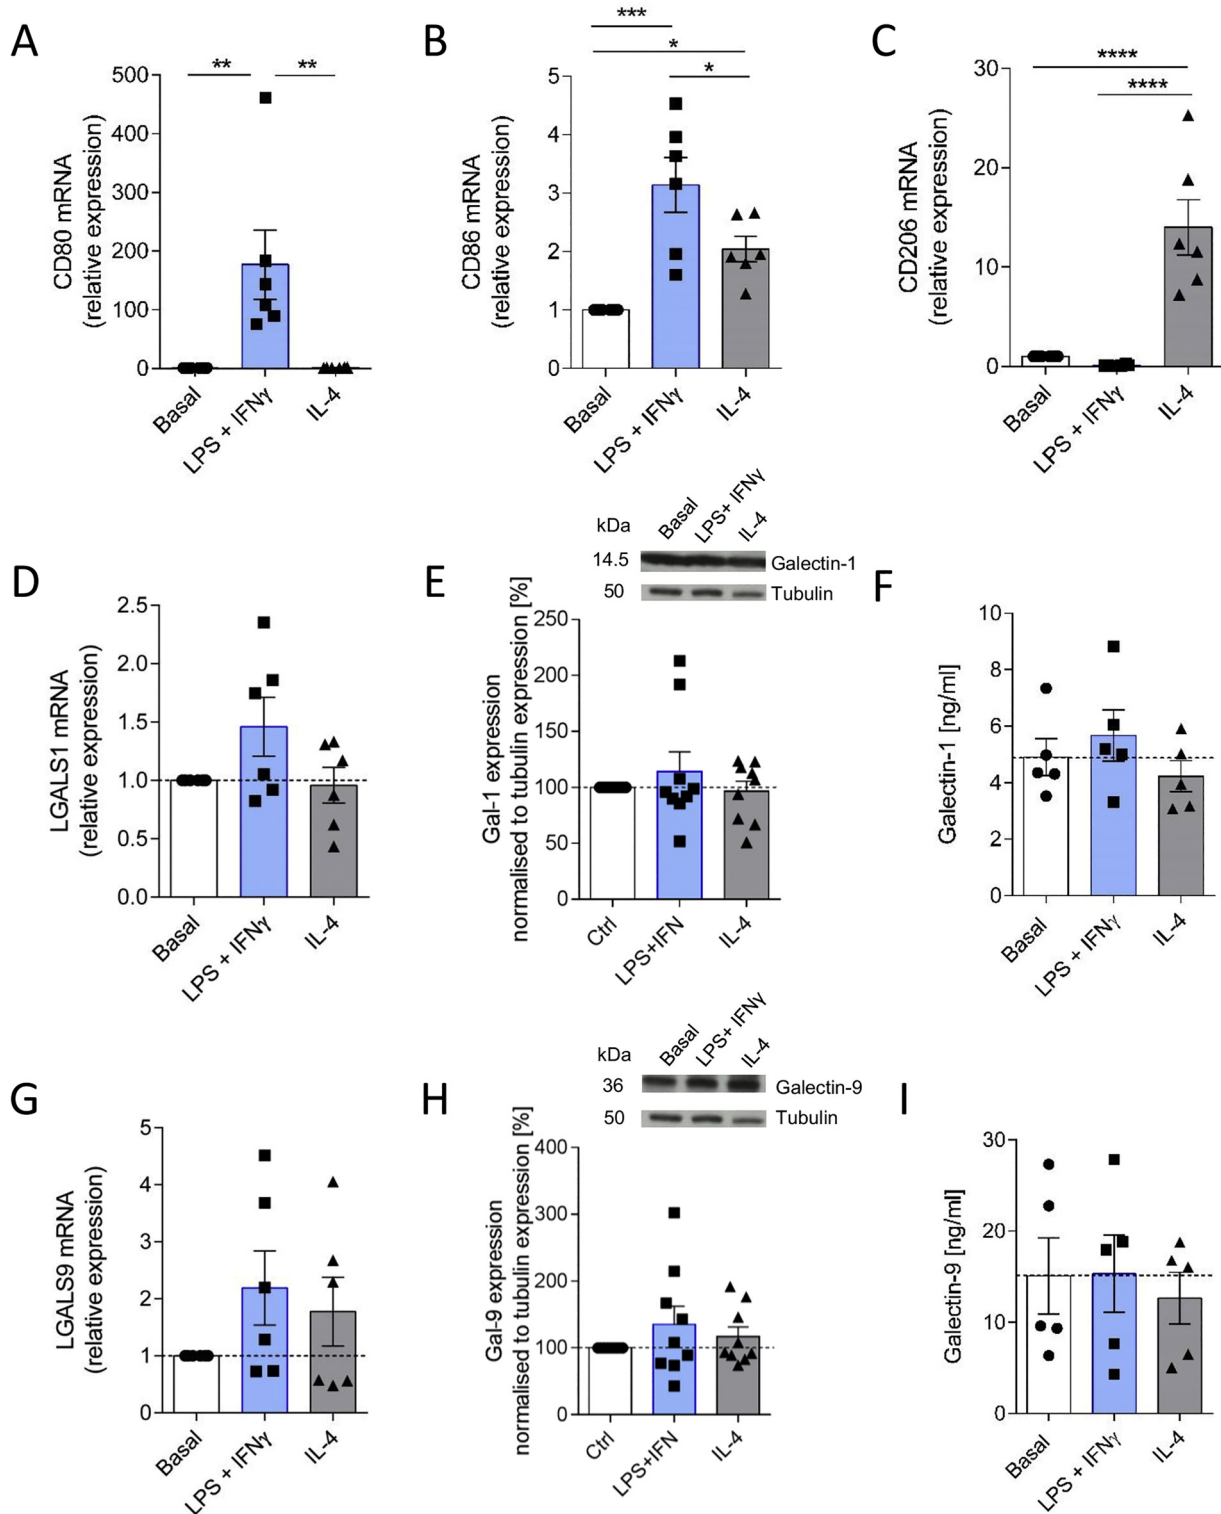 A
CD80 mRNA
(relative expression)
500
400
300
200
100
0
** **
Basal
LPS + IFNγ
IL-4
B
CD86 mRNA
(relative expression)
5
4
3
2
1
0
***
*
*
Basal
LPS + IFNγ
IL-4
C
CD206 mRNA
(relative expression)
30
20
10
0
****
****
Basal
LPS + IFNγ
IL-4
D
LGALS1 mRNA
(relative expression)
2.5
2.0
1.5
1.0
0.5
0.0
Basal
LPS + IFNγ
IL-4
E
kDa
Basal
LPS+ IFNγ
IL-4
14.5 Galectin-1
50 Tubulin
Gal-1 expression
normalised to tubulin expression [%]
250
200
150
100
50
0
Ctrl
LPS+IFN
IL-4
F
Galectin-1 [ng/ml]
10
8
6
4
2
0
Basal
LPS + IFNγ
IL-4
G
LGALS9 mRNA
(relative expression)
5
4
3
2
1
0
Basal
LPS + IFNγ
IL-4
H
kDa
Basal
LPS+ IFNγ
IL-4
36 Galectin-9
50 Tubulin
Gal-9 expression
normalised to tubulin expression [%]
400
300
200
100
0
Ctrl
LPS+IFN
IL-4
I
Galectin-9 [ng/ml]
30
20
10
0
Basal
LPS + IFNγ
IL-4